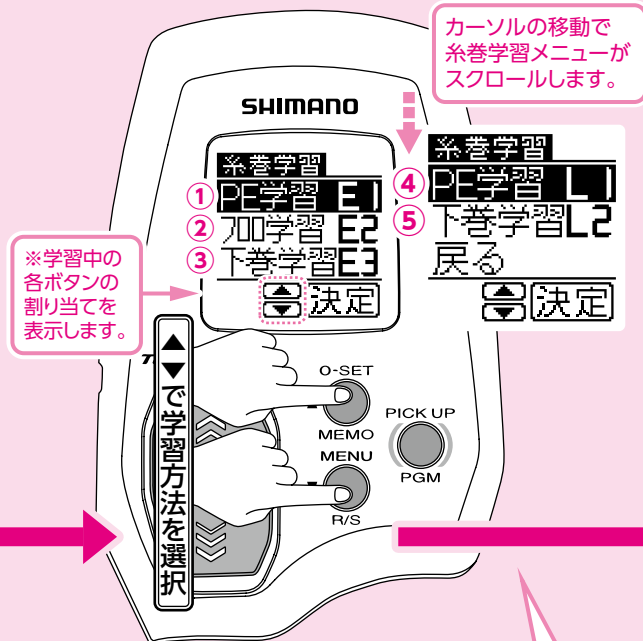 カーソルの移動で
糸巻学習メニューが
スクロールします。
SHIMANO
糸巻学習
① PE学習 E1
② フロロ学習 E2
③ 下巻学習E3
決定
糸巻学習
④ PE学習 L1
⑤ 下巻学習L2
戻る
決定
※学習中の
各ボタンの
割り当てを
表示します。
▲▼で学習方法を選択
O-SET
MEMO
MENU
R/S
PICK UP
PGM